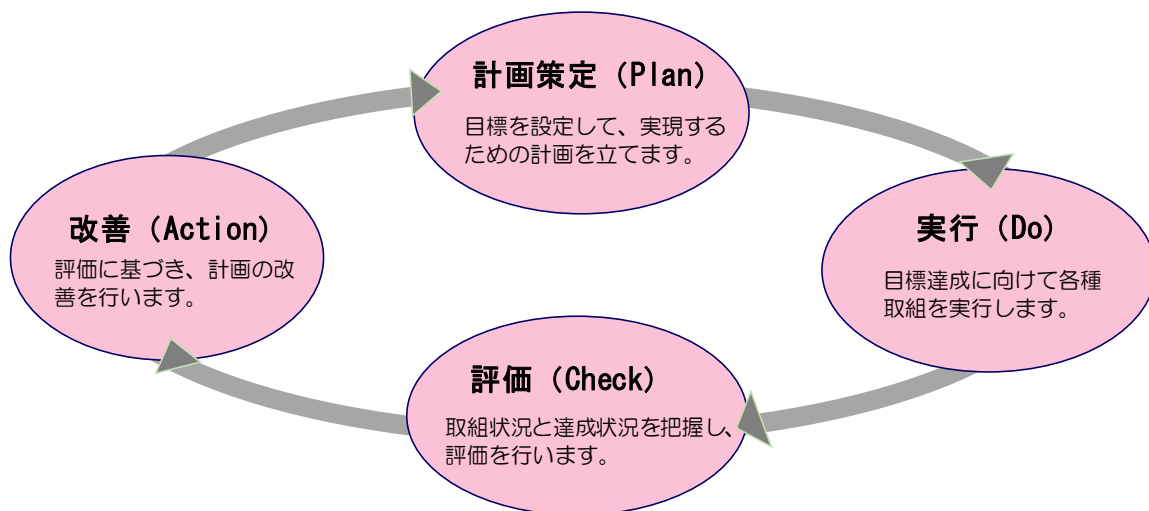 計画策定（Plan）
目標を設定して、実現する
ための計画を立てます。
実行（Do）
目標達成に向けて各種
取組を実行します。
評価（Check）
取組状況と達成状況を把握し、
評価を行います。
改善（Action）
評価に基づき、計画の改
善を行います。